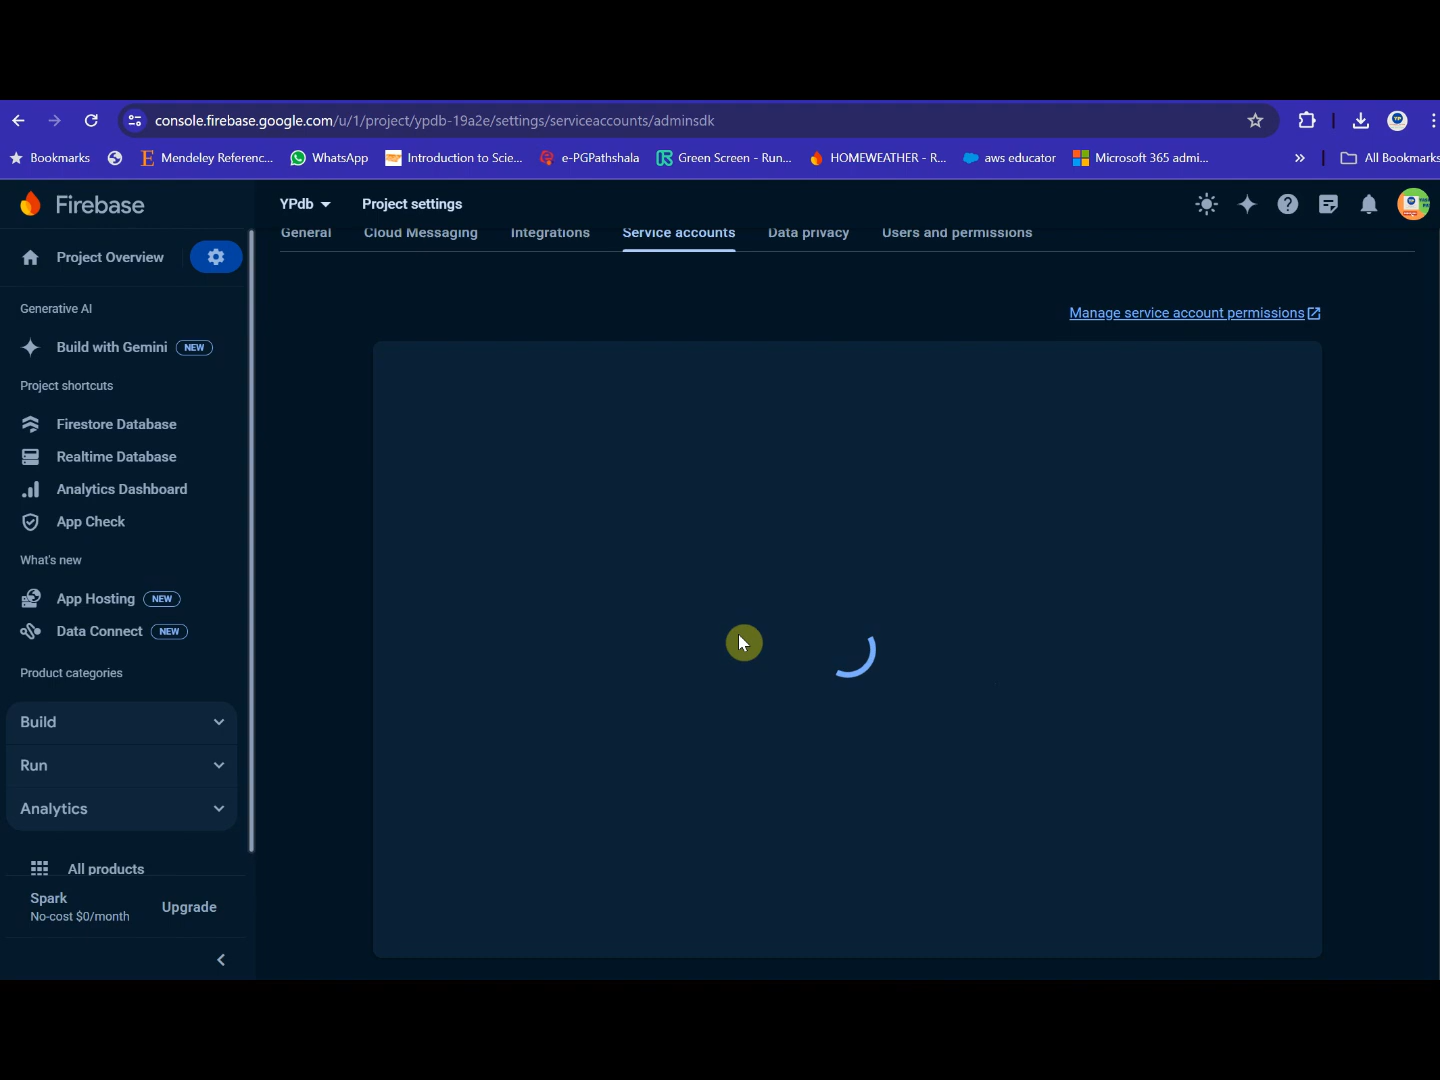 console.firebase.google.com/u/1/project/ypdb-19a2e/settings/serviceaccounts/adminsdk
Bookmarks Mendeley Referenc... WhatsApp Introduction to Scie... e-PGPathshala Green Screen - Run... HOMEWEATHER - R... aws educator Microsoft 365 admi... » All Bookmarks
Firebase YPdb Project settings
General Cloud Messaging Integrations Service accounts Data privacy Users and permissions
Project Overview
Generative AI
Manage service account permissions
Build with Gemini NEW
Project shortcuts
Firestore Database
Realtime Database
Analytics Dashboard
App Check
What's new
App Hosting NEW
Data Connect NEW
Product categories
Build
Run
Analytics
All products
Spark
No-cost $0/month
Upgrade